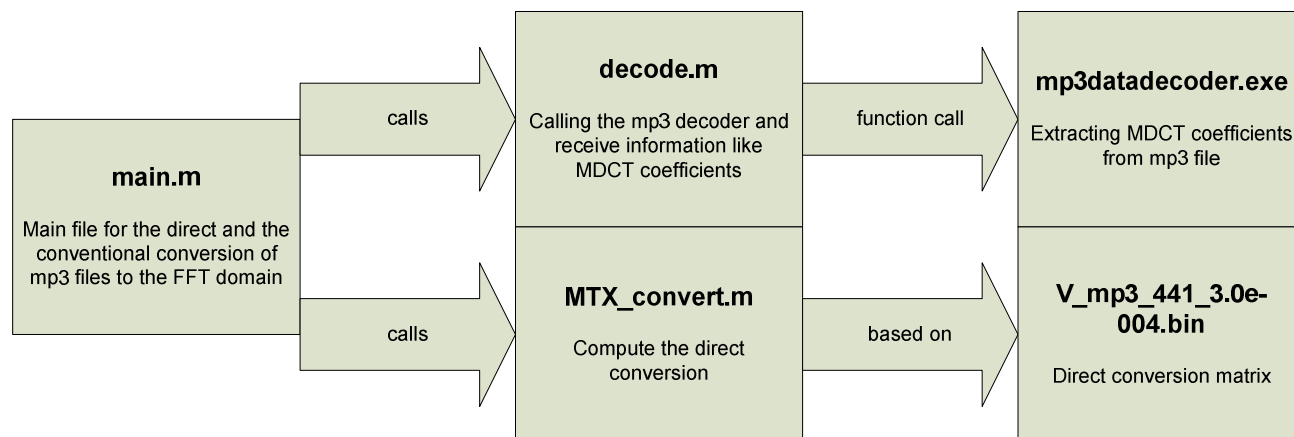 main.m
Main file for the direct and the
conventional conversion of
mp3 files to the FFT domain
calls
decode.m
Calling the mp3 decoder and
receive information like
MDCT coefficients
function call
mp3datadecoder.exe
Extracting MDCT coefficients
from mp3 file
calls
MTX_convert.m
Compute the direct
conversion
based on
V_mp3_441_3.0e-
004.bin
Direct conversion matrix